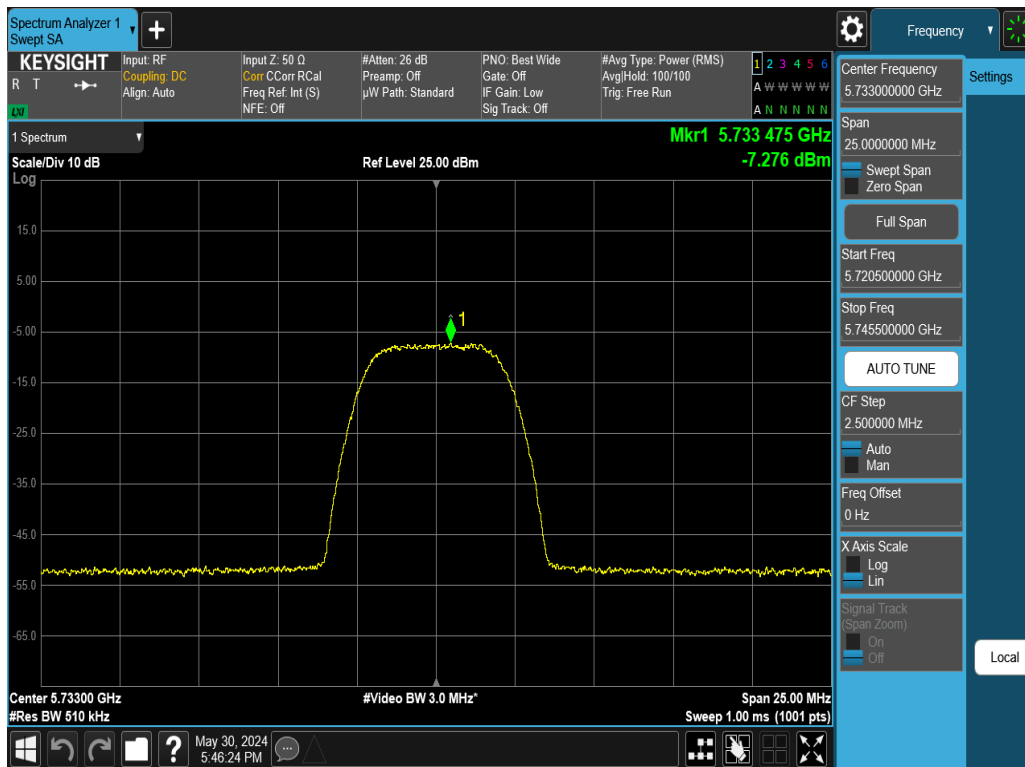 Spectrum Analyzer 1
Swept SA
+
Frequency
KEYSIGHT
R T
LXI
Input: RF
Coupling: DC
Align: Auto
Input Z: 50 Ω
Corr CCorr RCal
Freq Ref: Int (S)
NFE: Off
#Atten: 26 dB
Preamp: Off
µW Path: Standard
PNO: Best Wide
Gate: Off
IF Gain: Low
Sig Track: Off
#Avg Type: Power (RMS)
Avg|Hold: 100/100
Trig: Free Run
1 2 3 4 5 6
A W W W W W
A N N N N N
1 Spectrum
Scale/Div 10 dB
Log
Ref Level 25.00 dBm
Mkr1 5.733 475 GHz
-7.276 dBm
15.0
5.00
-5.00
-15.0
-25.0
-35.0
-45.0
-55.0
-65.0
1
Center 5.73300 GHz
#Res BW 510 kHz
#Video BW 3.0 MHz*
Span 25.00 MHz
Sweep 1.00 ms (1001 pts)
Center Frequency
5.733000000 GHz
Settings
Span
25.0000000 MHz
Swept Span
Zero Span
Full Span
Start Freq
5.720500000 GHz
Stop Freq
5.745500000 GHz
AUTO TUNE
CF Step
2.500000 MHz
Auto
Man
Freq Offset
0 Hz
X Axis Scale
Log
Lin
Signal Track
(Span Zoom)
On
Off
Local
?
May 30, 2024
5:46:24 PM